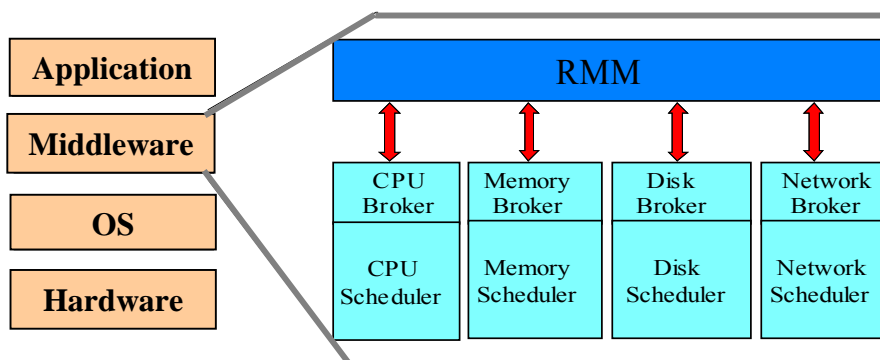 Application
Middleware
OS
Hardware
RMM
CPU
Broker
Memory
Broker
Disk
Broker
Network
Broker
CPU
Scheduler
Memory
Scheduler
Disk
Scheduler
Network
Scheduler